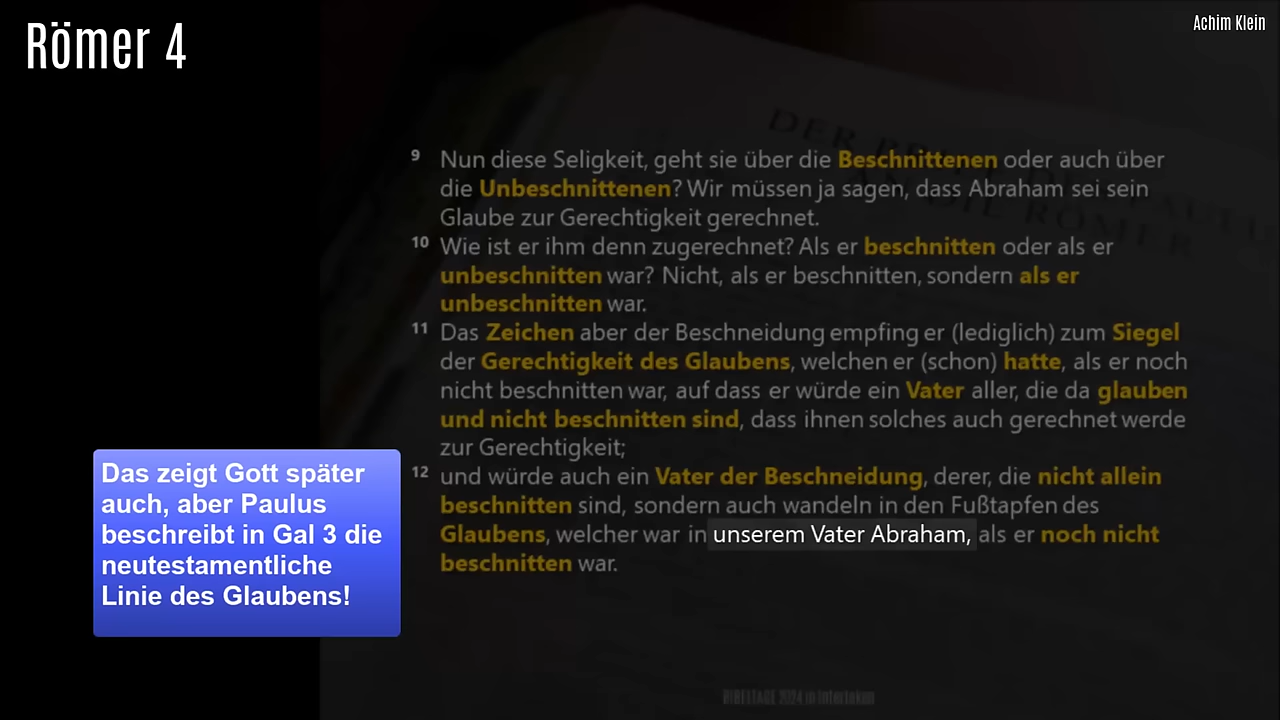 Römer 4
Achim Klein
9 Nun diese Seligkeit, geht sie über die Beschnittenen oder auch über
die Unbeschnittenen? Wir müssen ja sagen, dass Abraham sei sein
Glaube zur Gerechtigkeit gerechnet.
10 Wie ist er ihm denn zugerechnet? Als er beschnitten oder als er
unbeschnitten war? Nicht, als er beschnitten, sondern als er
unbeschnitten war.
11 Das Zeichen aber der Beschneidung empfing er (lediglich) zum Siegel
der Gerechtigkeit des Glaubens, welchen er (schon) hatte, als er noch
nicht beschnitten war, auf dass er würde ein Vater aller, die da glauben
und nicht beschnitten sind, dass ihnen solches auch gerechnet werde
zur Gerechtigkeit;
12 und würde auch ein Vater der Beschneidung, derer, die nicht allein
beschnitten sind, sondern auch wandeln in den Fußtapfen des
Glaubens, welcher war in unserem Vater Abraham, als er noch nicht
beschnitten war.
Das zeigt Gott später
auch, aber Paulus
beschreibt in Gal 3 die
neutestamentliche
Linie des Glaubens!
BIBELTAGE 2024 in Interlaken